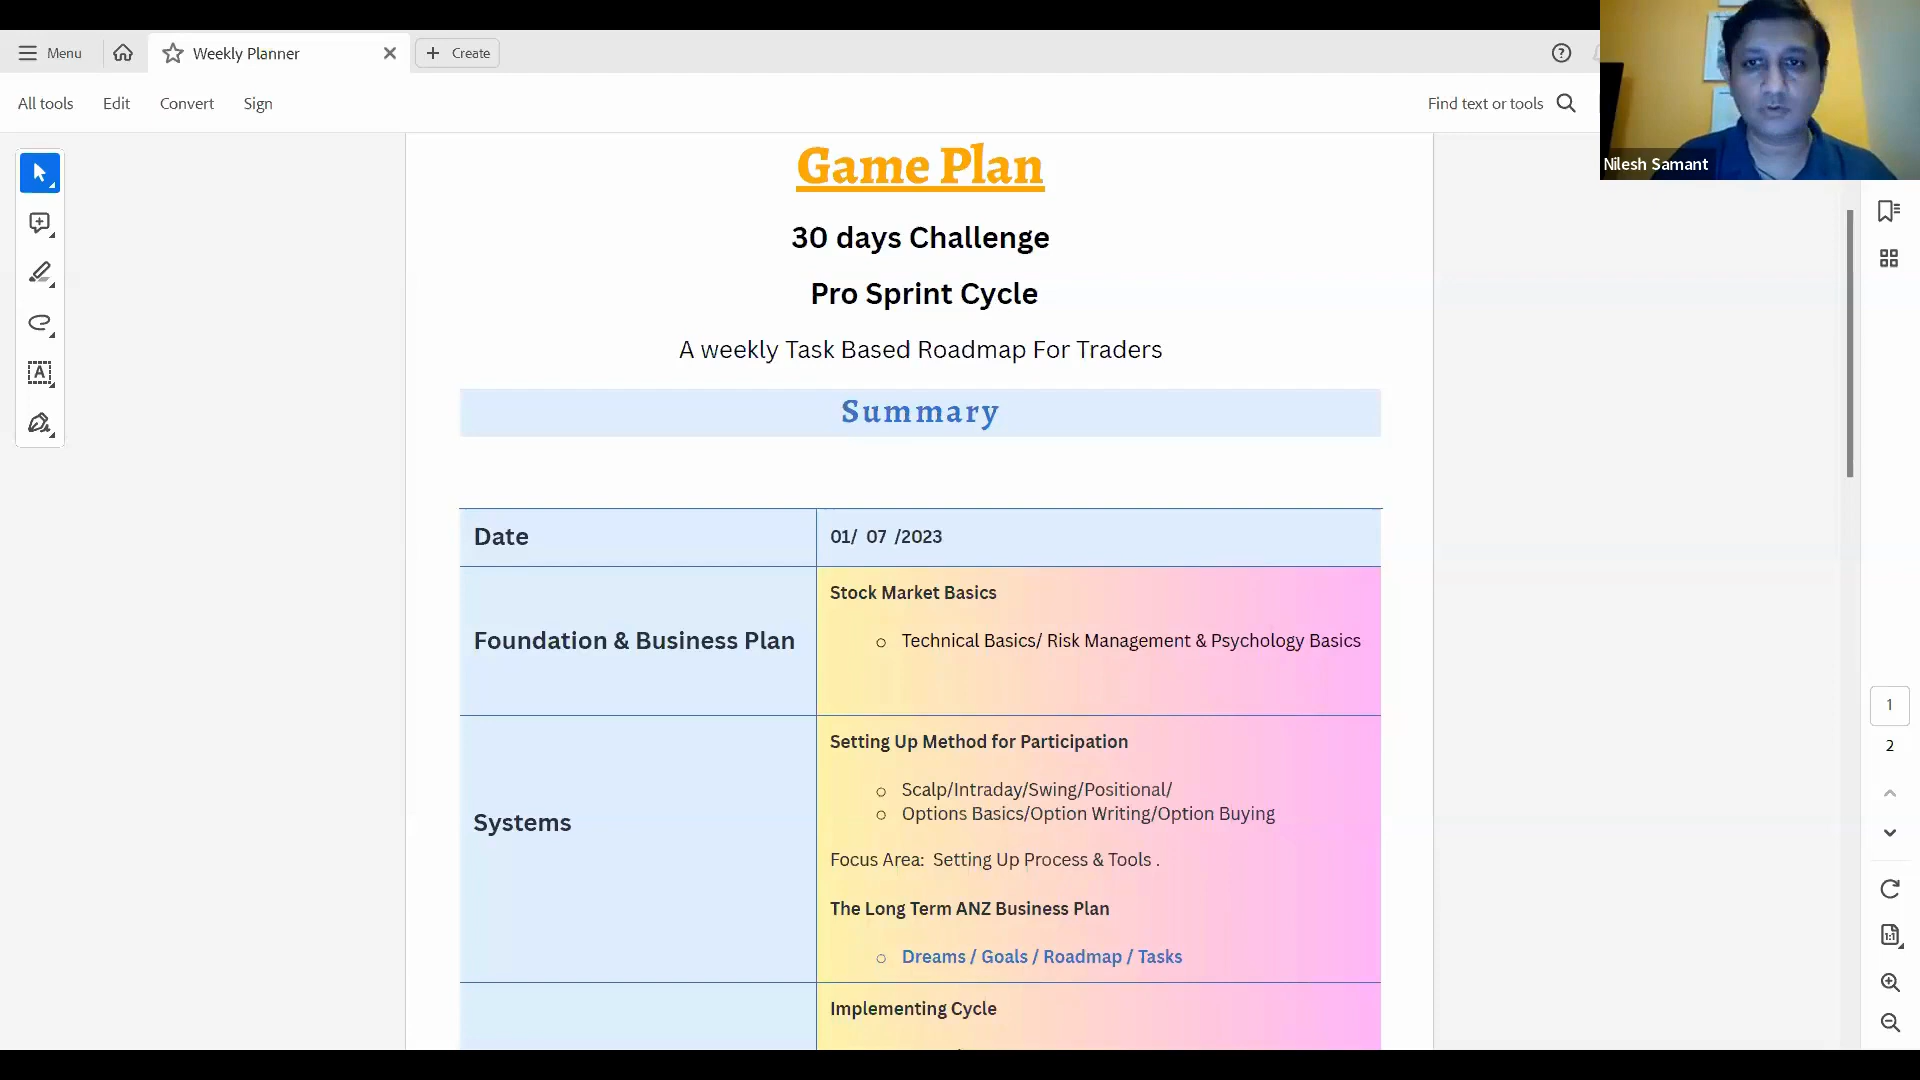 Menu
Weekly Planner
Create
All tools
Edit
Convert
Sign
Find text or tools
Nilesh Samant
Game Plan
30 days Challenge
Pro Sprint Cycle
A weekly Task Based Roadmap For Traders
Summary
Date
01/ 07 /2023
Foundation & Business Plan
Stock Market Basics
Technical Basics/ Risk Management & Psychology Basics
Systems
Setting Up Method for Participation
Scalp/Intraday/Swing/Positional/
Options Basics/Option Writing/Option Buying
Focus Area: Setting Up Process & Tools .
The Long Term ANZ Business Plan
Dreams / Goals / Roadmap / Tasks
Implementing Cycle
1
2